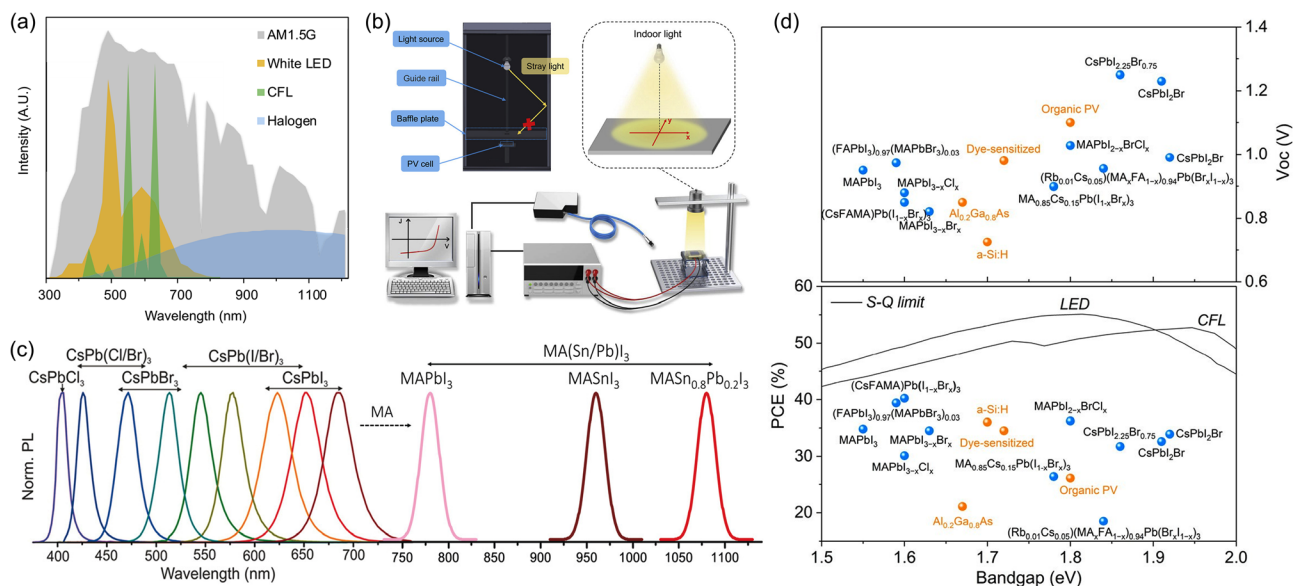 (a)
Intensity (A.U.)
AM1.5G
White LED
CFL
Halogen
300 500 700 900 1100
Wavelength (nm)
(b)
Light source
Stray light
Guide rail
Baffle plate
PV cell
Indoor light
y
x
J
V
(c)
CsPb(Cl/Br)₃
CsPb(I/Br)₃
MA(Sn/Pb)I₃
CsPbCl₃
CsPbBr₃
CsPbI₃
MAPbI₃
MASnI₃
MASn₀.₈Pb₀.₂I₃
MA
Norm. PL
400 450 500 550 600 650 700 750 800 900 950 1000 1050 1100
Wavelength (nm)
(d)
1.4
1.2
1.0
0.8
0.6
Voc (V)
CsPbI₂.₂₅Br₀.₇₅
CsPbI₂Br
Organic PV
(FAPbI₃)₀.₉₇(MAPbBr₃)₀.₀₃
Dye-sensitized
MAPbI₂₋ₓBrClₓ
CsPbI₂Br
MAPbI₃
MAPbI₃₋ₓClₓ
(Rb₀.₀₁Cs₀.₀₅)(MAₓFA₁₋ₓ)₀.₉₄Pb(BrₓI₁₋ₓ)₃
MA₀.₈₅Cs₀.₁₅Pb(I₁₋ₓBrₓ)₃
(CsFAMA)Pb(I₁₋ₓBrₓ)₃
Al₀.₂Ga₀.₈As
MAPbI₃₋ₓBrₓ
a-Si:H
60
50
40
30
20
PCE (%)
S-Q limit
LED
CFL
(CsFAMA)Pb(I₁₋ₓBrₓ)₃
(FAPbI₃)₀.₉₇(MAPbBr₃)₀.₀₃
a-Si:H
MAPbI₂₋ₓBrClₓ
MAPbI₃
MAPbI₃₋ₓBrₓ
Dye-sensitized
CsPbI₂.₂₅Br₀.₇₅
CsPbI₂Br
CsPbI₂Br
MAPbI₃₋ₓClₓ
MA₀.₈₅Cs₀.₁₅Pb(I₁₋ₓBrₓ)₃
Organic PV
Al₀.₂Ga₀.₈As
(Rb₀.₀₁Cs₀.₀₅)(MAₓFA₁₋ₓ)₀.₉₄Pb(BrₓI₁₋ₓ)₃
1.5 1.6 1.7 1.8 1.9 2.0
Bandgap (eV)